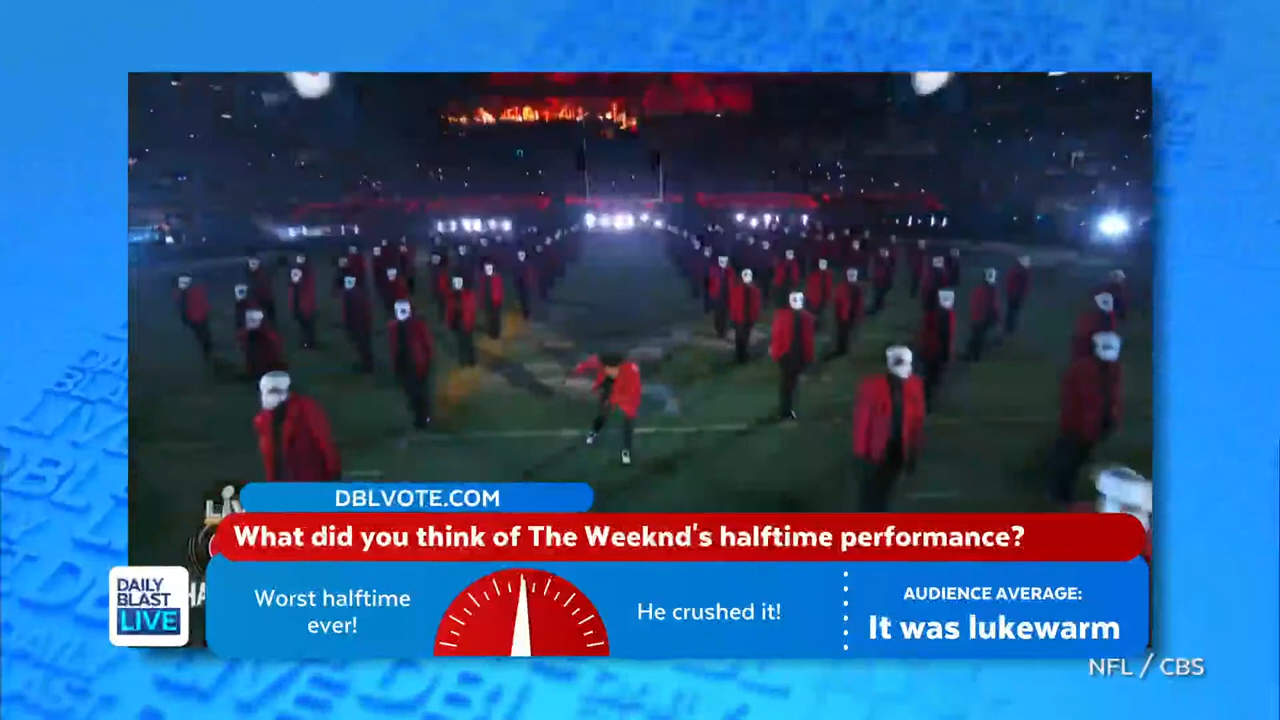 DBLVOTE.COM
What did you think of The Weeknd's halftime performance?
DAILY
BLAST
LIVE
HA
Worst halftime
ever!
He crushed it!
AUDIENCE AVERAGE:
It was lukewarm
NFL / CBS